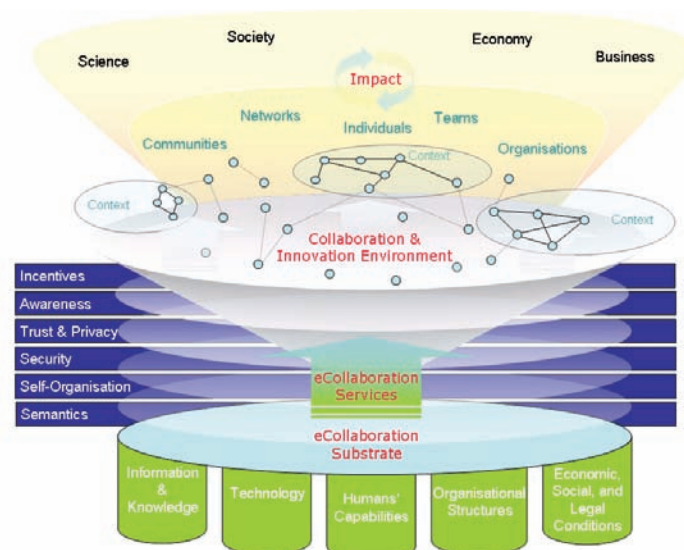 Society
Economy
Science
Business
Impact
Networks
Teams
Communities
Individuals
Organisations
Context
Context
Context
Collaboration &
Innovation Environment
Incentives
Awareness
Trust & Privacy
Security
Self-Organisation
Semantics
eCollaboration
Services
eCollaboration
Substrate
Information
&
Knowledge
Technology
Humans'
Capabilities
Organisational
Structures
Economic,
Social, and
Legal
Conditions